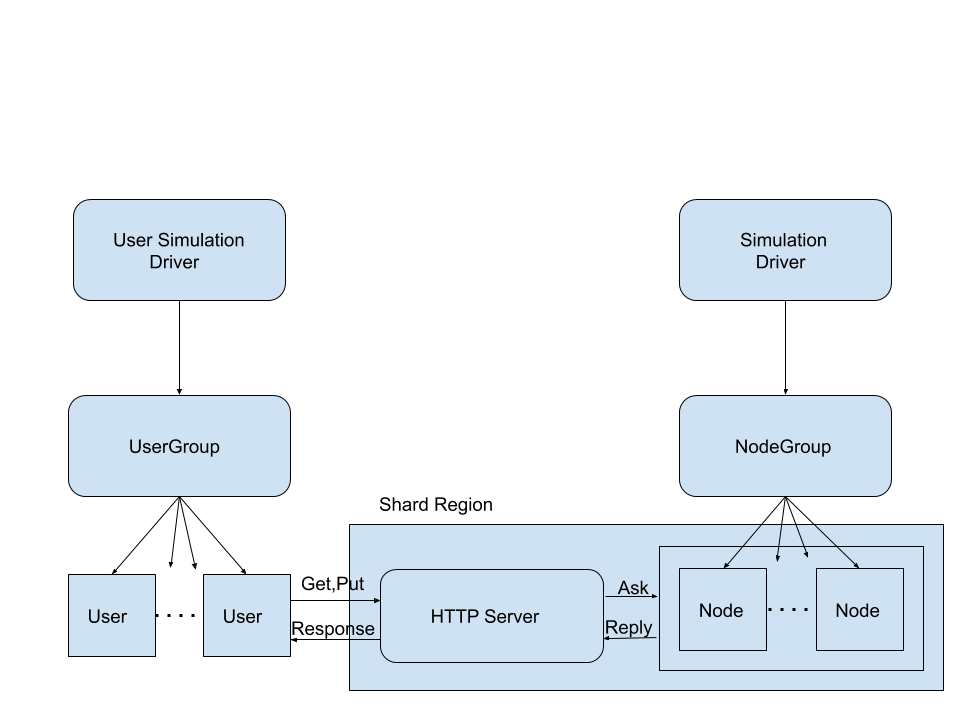 User Simulation
Driver
Simulation
Driver
UserGroup
NodeGroup
Shard Region
User
. . . .
User
Get,Put
Response
HTTP Server
Ask
Reply
Node
. . . .
Node